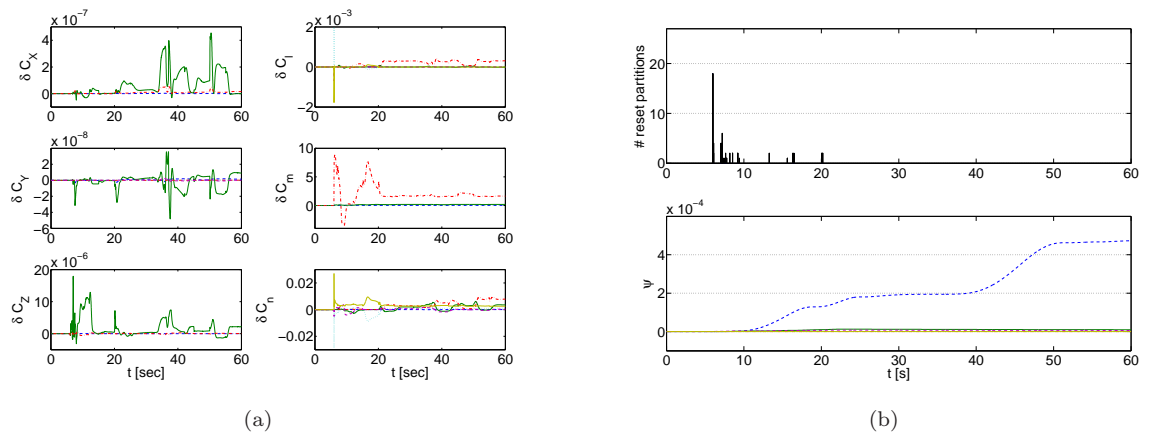 x 10⁻⁷
δ C_X
4
2
0
0 20 40 60
x 10⁻⁸
δ C_Y
2
0
−2
−4
−6
0 20 40 60
x 10⁻⁶
δ C_Z
20
10
0
0 20 40 60
t [sec]
x 10⁻³
δ C_l
2
0
−2
0 20 40 60
δ C_m
10
5
0
0 20 40 60
δ C_n
0.02
0
−0.02
0 20 40 60
t [sec]
(a)
# reset partitions
20
10
0
0 10 20 30 40 50 60
x 10⁻⁴
ψ
4
2
0
0 10 20 30 40 50 60
t [s]
(b)